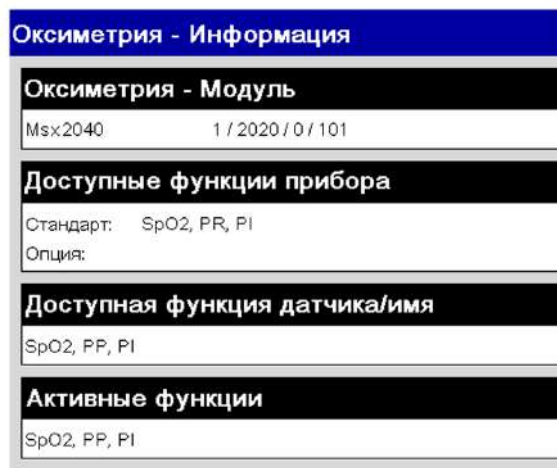 Оксиметрия - Информация
Оксиметрия - Модуль
Msx2040 1 / 2020 / 0 / 101
Доступные функции прибора
Стандарт: SpO2, PR, PI
Опция:
Доступная функция датчика/имя
SpO2, PP, PI
Активные функции
SpO2, PP, PI